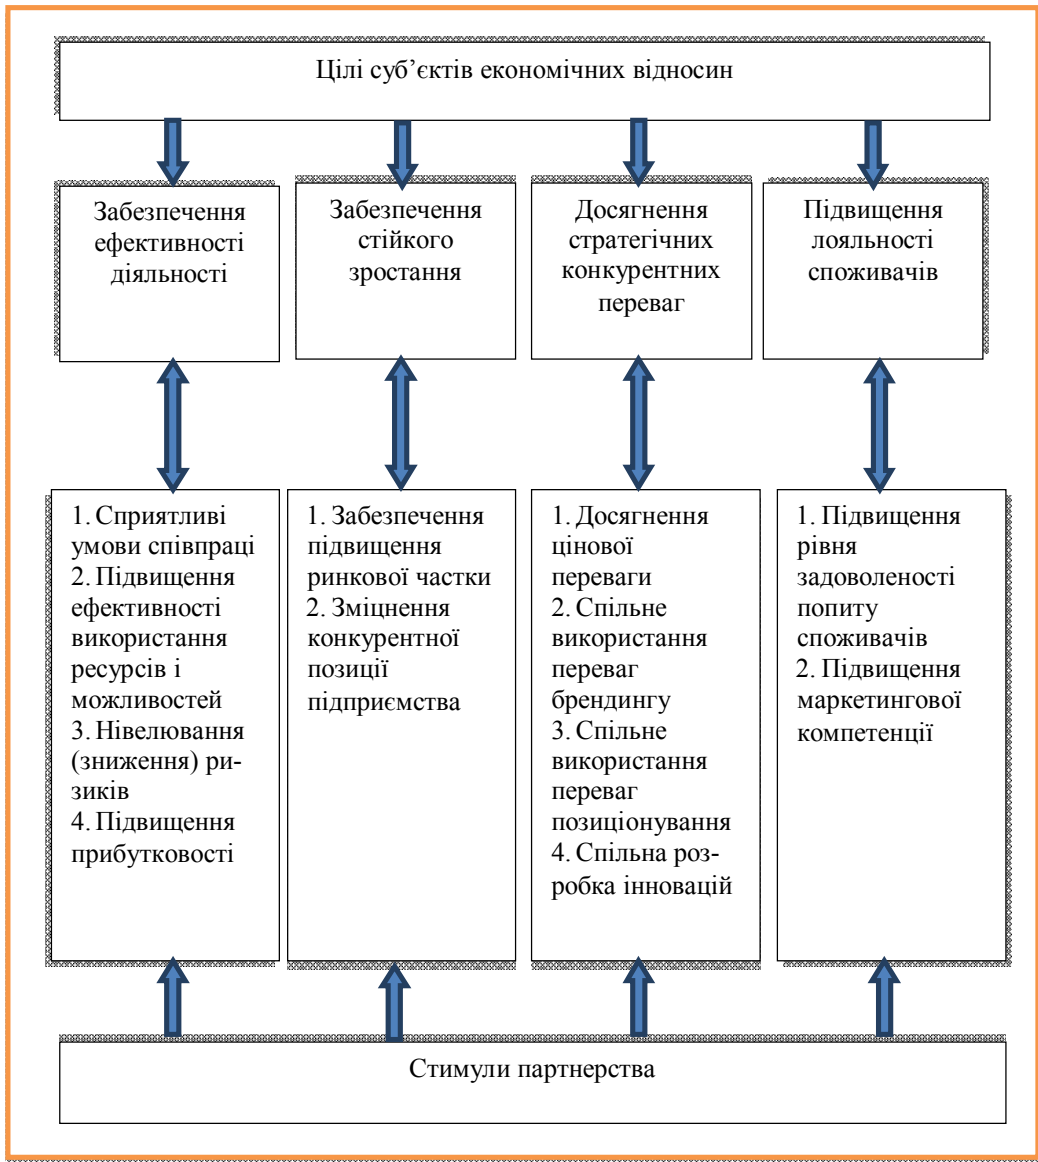 Цілі суб’єктів економічних відносин
Забезпечення
ефективності
діяльності
Забезпечення
стійкого
зростання
Досягнення
стратегічних
конкурентних
переваг
Підвищення
лояльності
споживачів
1. Сприятливі
умови співпраці
2. Підвищення
ефективності
використання
ресурсів і
можливостей
3. Нівелювання
(зниження) ри-
зиків
4. Підвищення
прибутковості
1. Забезпечення
підвищення
ринкової частки
2. Зміцнення
конкурентної
позиції
підприємства
1. Досягнення
цінової
переваги
2. Спільне
використання
переваг
брендингу
3. Спільне
використання
переваг
позиціонування
4. Спільна роз-
робка інновацій
1. Підвищення
рівня
задоволеності
попиту
споживачів
2. Підвищення
маркетингової
компетенції
Стимули партнерства